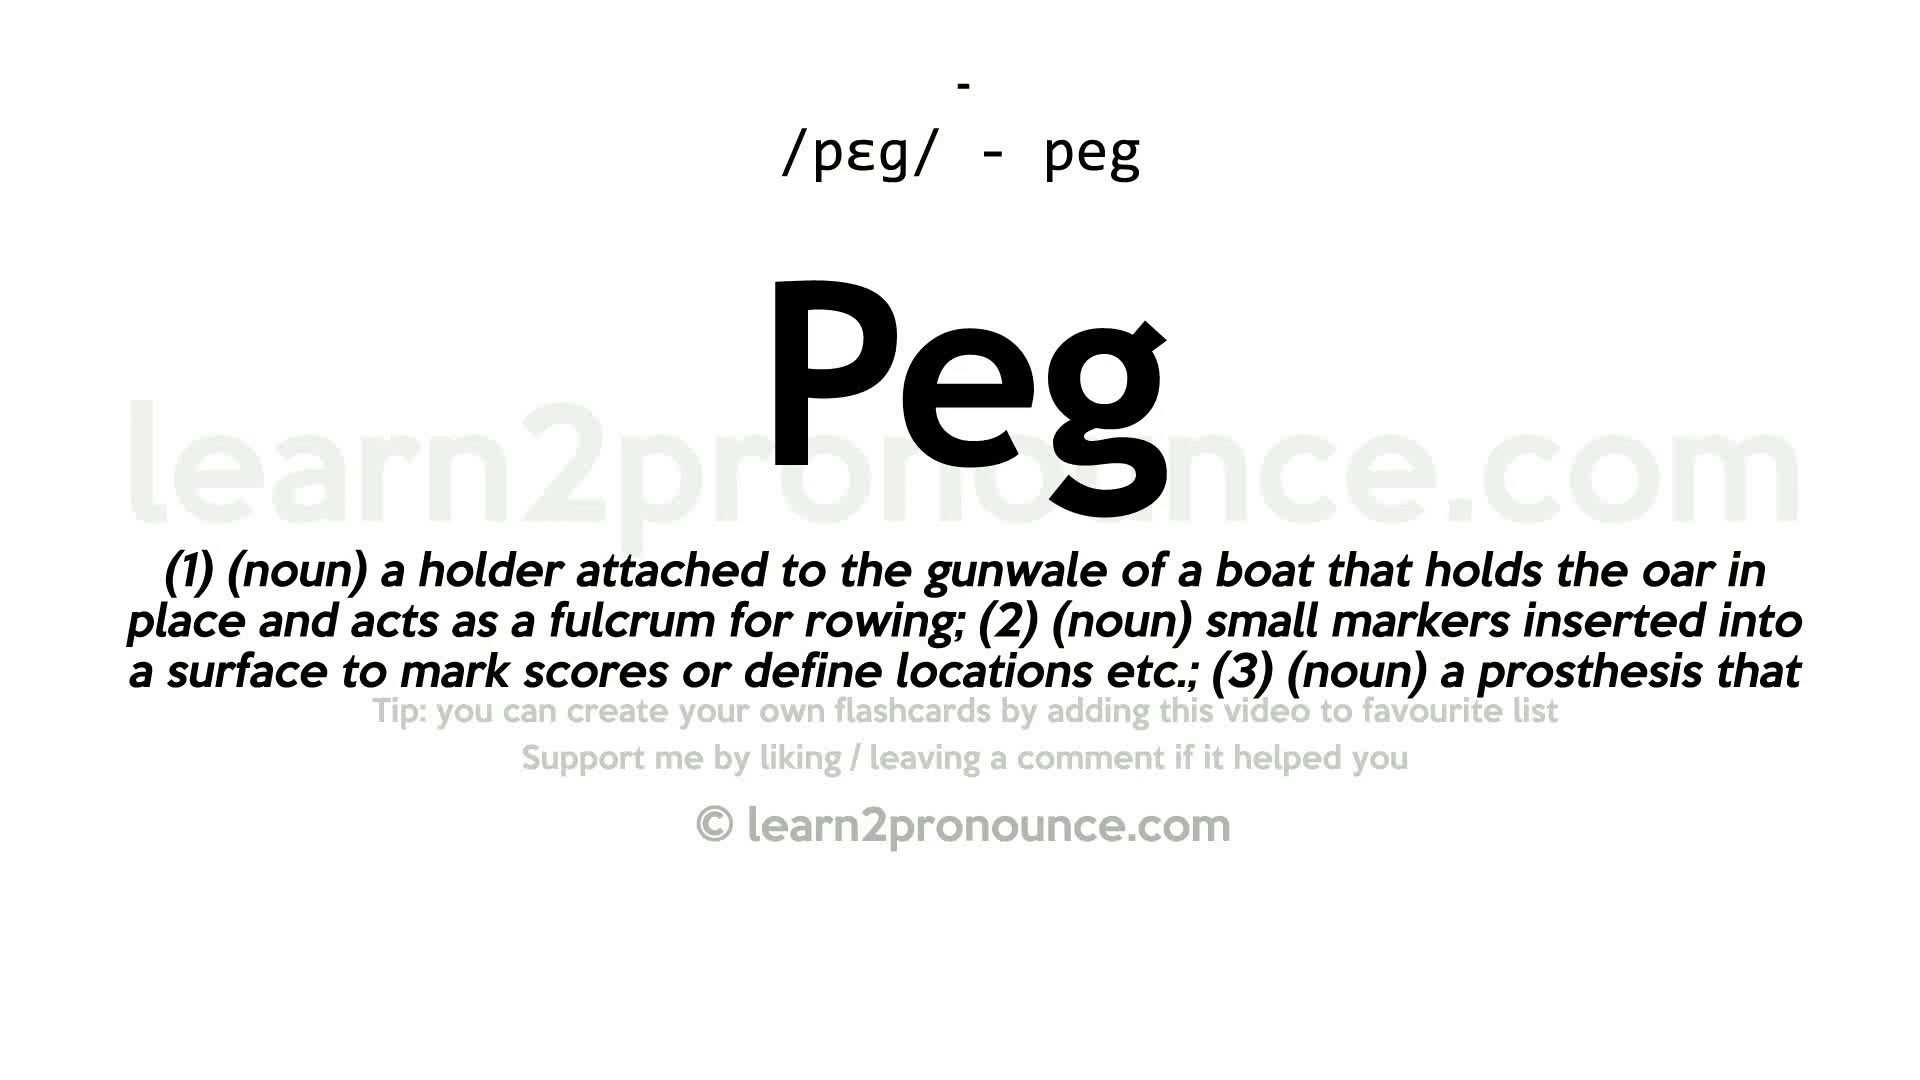 -
/pɛg/ - peg
Peg
learn2pronounce.com
(1) (noun) a holder attached to the gunwale of a boat that holds the oar in
place and acts as a fulcrum for rowing; (2) (noun) small markers inserted into
a surface to mark scores or define locations etc.; (3) (noun) a prosthesis that
Tip: you can create your own flashcards by adding this video to favourite list
Support me by liking / leaving a comment if it helped you
© learn2pronounce.com